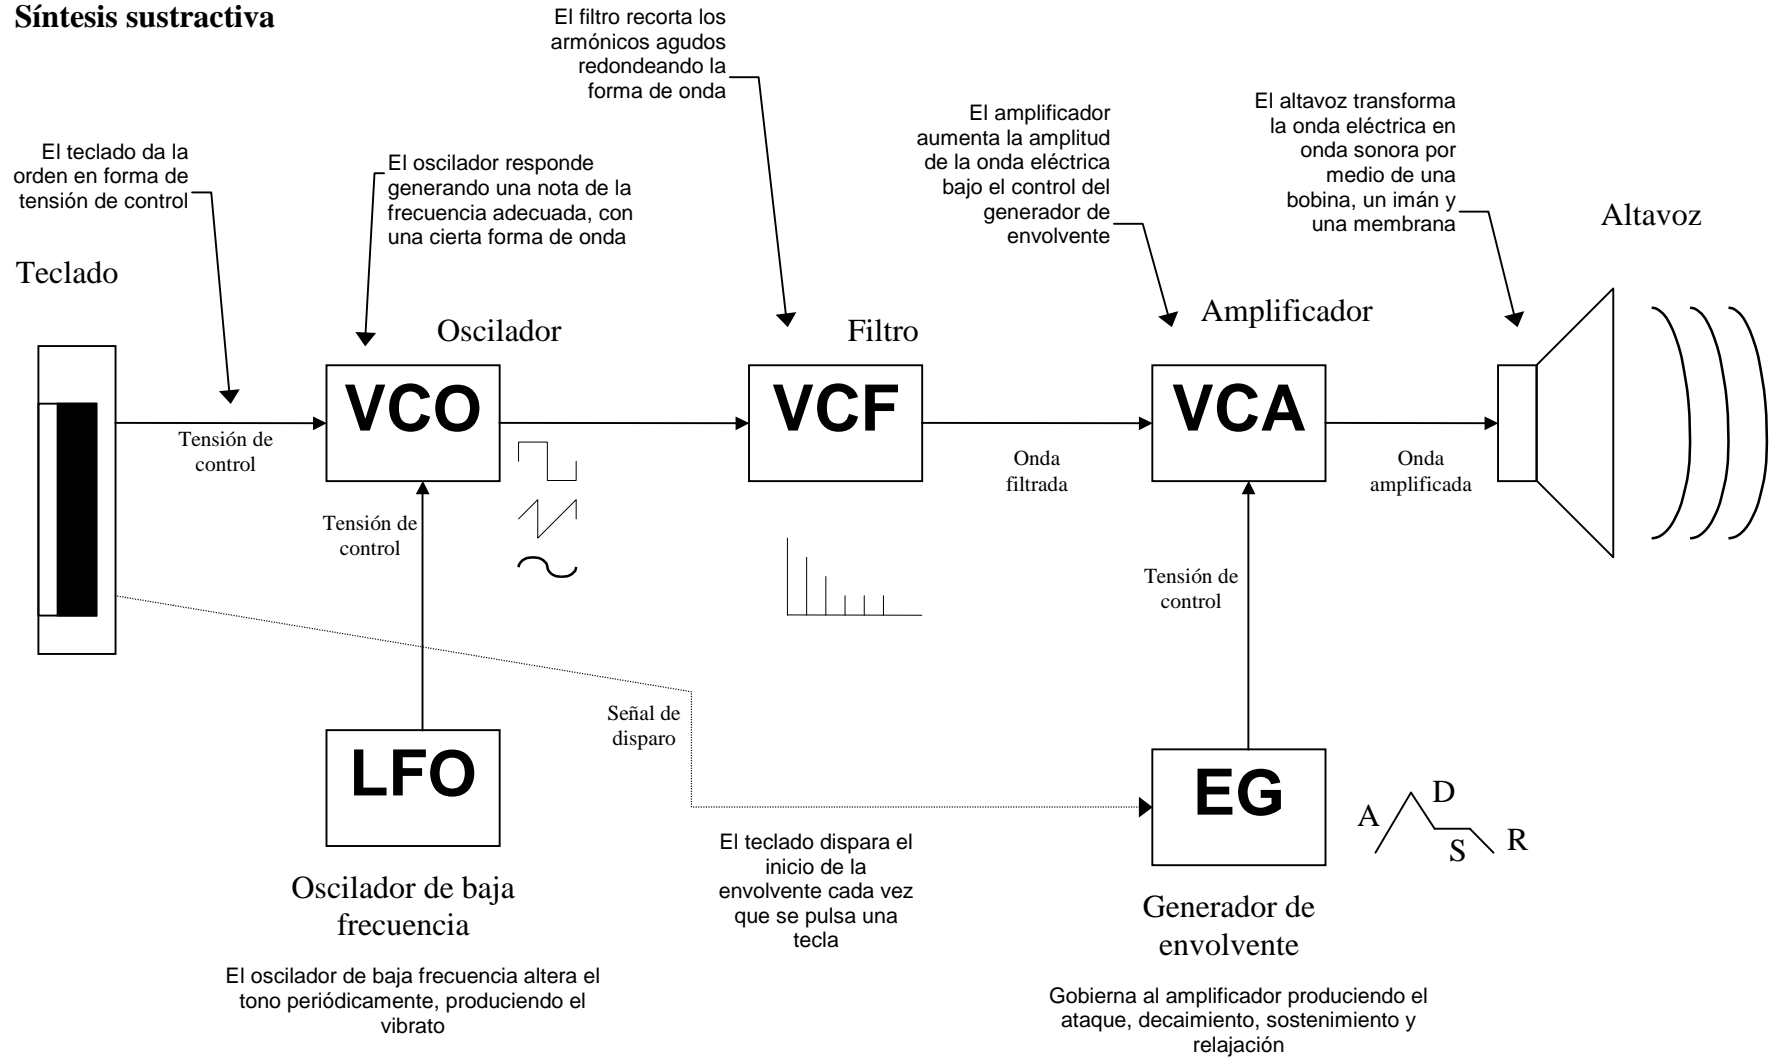 Síntesis sustractiva
El filtro recorta los
armónicos agudos
redondeando la
forma de onda
El teclado da la
orden en forma de
tensión de control
El oscilador responde
generando una nota de la
frecuencia adecuada, con
una cierta forma de onda
El amplificador
aumenta la amplitud
de la onda eléctrica
bajo el control del
generador de
envolvente
El altavoz transforma
la onda eléctrica en
onda sonora por
medio de una
bobina, un imán y
una membrana
Teclado
Oscilador
Filtro
Amplificador
Altavoz
VCO
VCF
VCA
Tensión de
control
Onda
filtrada
Onda
amplificada
Tensión de
control
Tensión de
control
Señal de
disparo
LFO
EG
A
D
S
R
El teclado dispara el
inicio de la
envolvente cada vez
que se pulsa una
tecla
Oscilador de baja
frecuencia
El oscilador de baja frecuencia altera el
tono periódicamente, produciendo el
vibrato
Generador de
envolvente
Gobierna al amplificador produciendo el
ataque, decaimiento, sostenimiento y
relajación